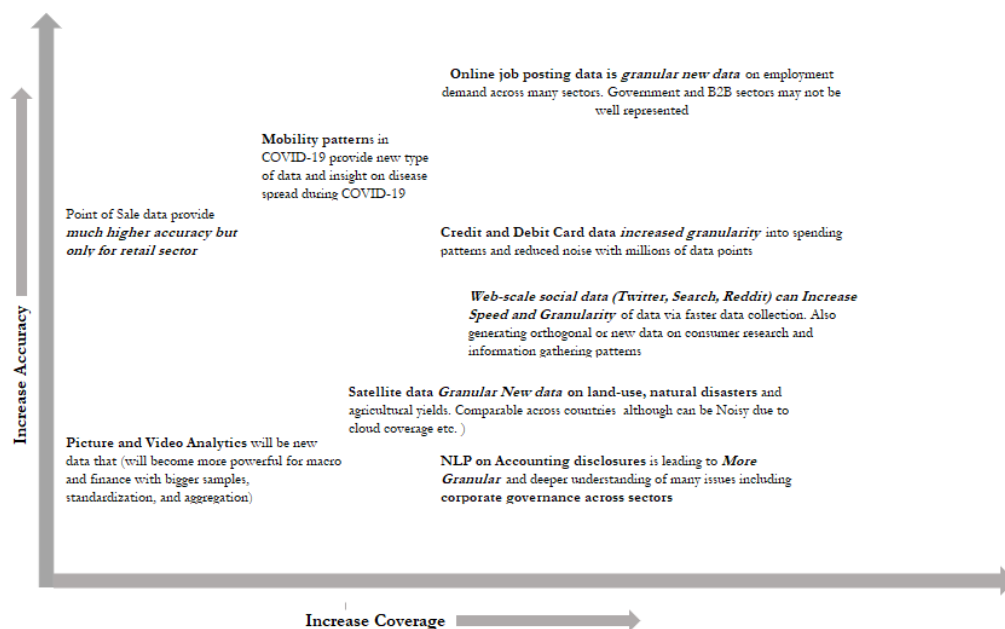 Online job posting data is granular new data on employment
demand across many sectors. Government and B2B sectors may not be
well represented
Mobility patterns in
COVID-19 provide new type
of data and insight on disease
spread during COVID-19
Point of Sale data provide
much higher accuracy but
only for retail sector
Credit and Debit Card data increased granularity into spending
patterns and reduced noise with millions of data points
Web-scale social data (Twitter, Search, Reddit) can Increase
Speed and Granularity of data via faster data collection. Also
generating orthogonal or new data on consumer research and
information gathering patterns
Satellite data Granular New data on land-use, natural disasters and
agricultural yields. Comparable across countries although can be Noisy due to
cloud coverage etc. )
Picture and Video Analytics will be new
data that (will become more powerful for macro
and finance with bigger samples,
standardization, and aggregation)
NLP on Accounting disclosures is leading to More
Granular and deeper understanding of many issues including
corporate governance across sectors
Increase Accuracy
Increase Coverage